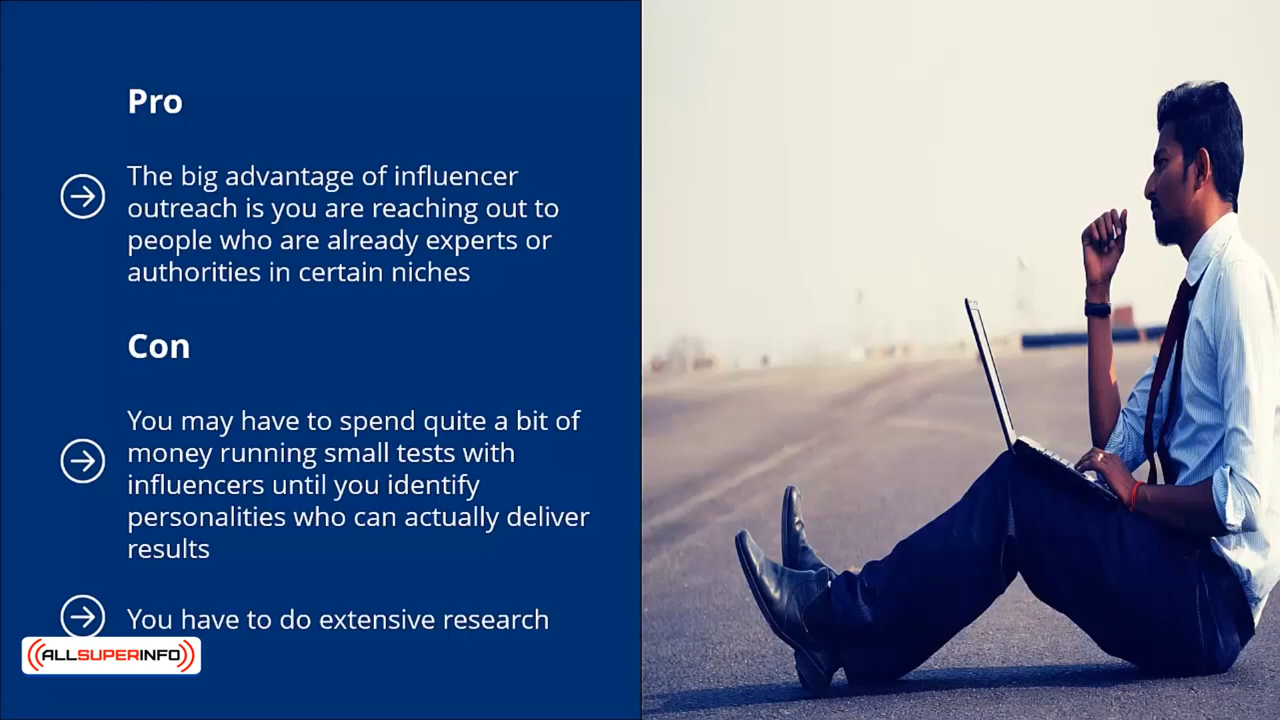 Pro
The big advantage of influencer
outreach is you are reaching out to
people who are already experts or
authorities in certain niches
Con
You may have to spend quite a bit of
money running small tests with
influencers until you identify
personalities who can actually deliver
results
You have to do extensive research
ALLSUPERINFO